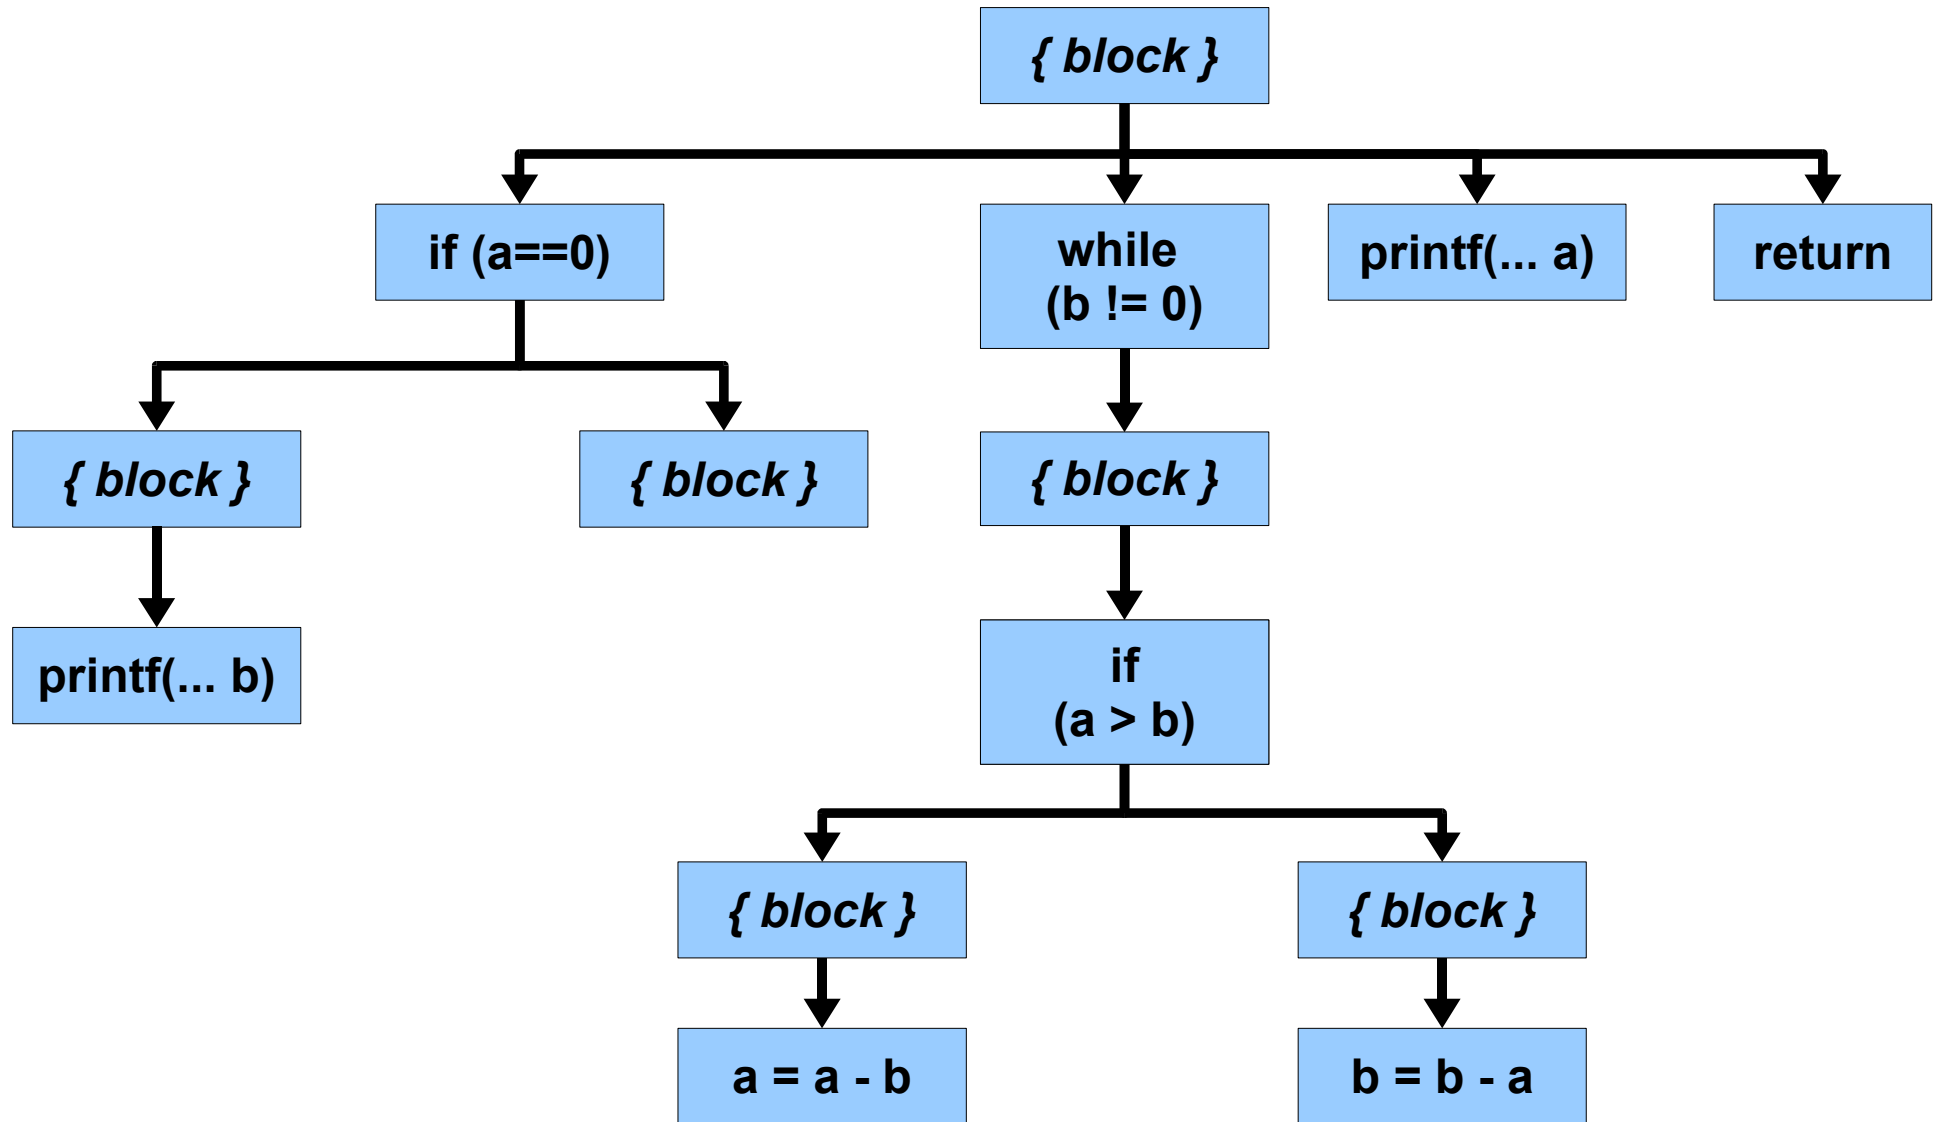 { block }
if (a==0)
while
(b != 0)
printf(... a)
return
{ block }
{ block }
{ block }
printf(... b)
if
(a > b)
{ block }
{ block }
a = a - b
b = b - a